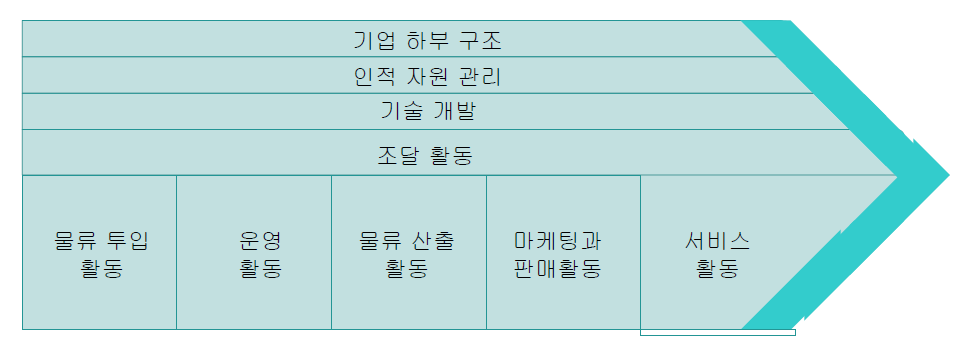 기업 하부 구조
인적 자원 관리
기술 개발
조달 활동
물류 투입
활동
운영
활동
물류 산출
활동
마케팅과
판매활동
서비스
활동